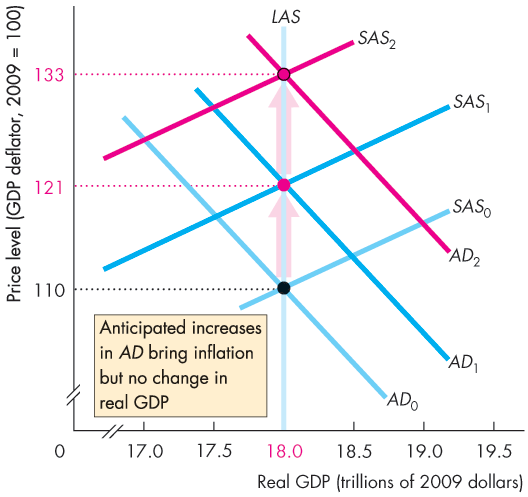 LAS
SAS2
133
SAS1
121
SAS0
AD2
110
Anticipated increases
in AD bring inflation
but no change in
real GDP
AD1
AD0
0
17.0 17.5 18.0 18.5 19.0 19.5
Real GDP (trillions of 2009 dollars)
Price level (GDP deflator, 2009 = 100)